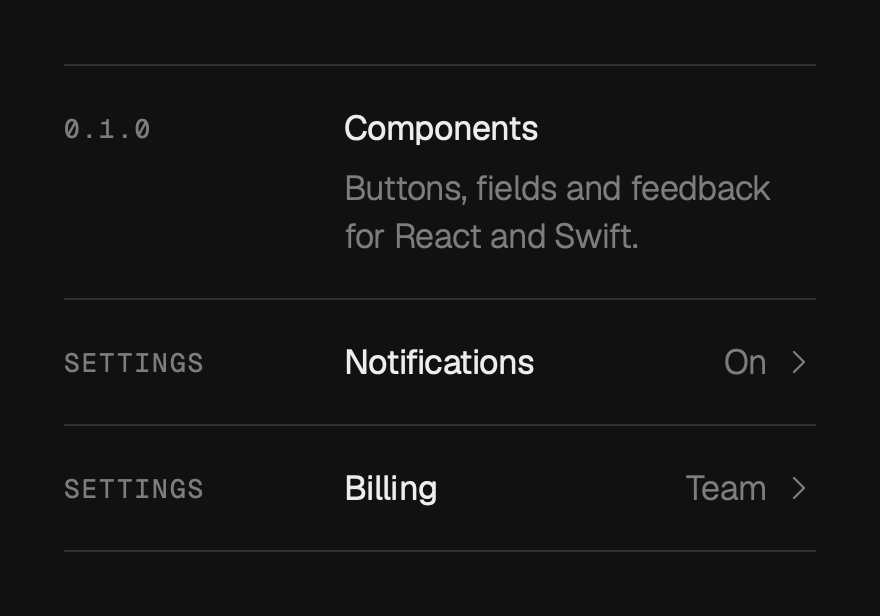 0.1.0 Components
Buttons, fields and feedback
for React and Swift.
SETTINGS Notifications On
SETTINGS Billing Team